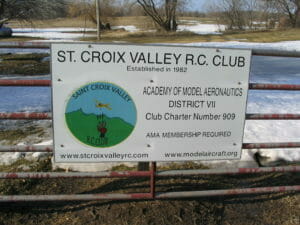 ST. CROIX VALLEY R.C. CLUB
Established in 1982
SAINT CROIX VALLEY
R.C. CLUB
ACADEMY OF MODEL AERONAUTICS
DISTRICT VII
Club Charter Number 909
AMA MEMBERSHIP REQUIRED
www.stcroixvalleyrc.com
www.modelaircraft.org